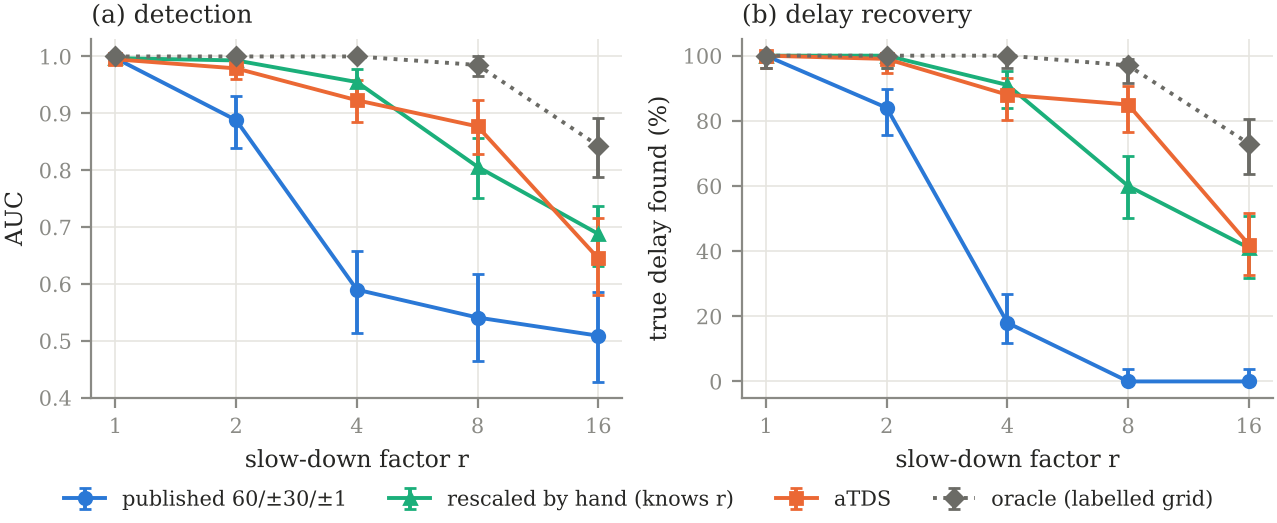 (a) detection
1.0
0.9
0.8
0.7
0.6
0.5
0.4
AUC
1 2 4 8 16
slow-down factor r
(b) delay recovery
100
80
60
40
20
0
true delay found (%)
1 2 4 8 16
slow-down factor r
published 60/±30/±1 rescaled by hand (knows r) aTDS oracle (labelled grid)